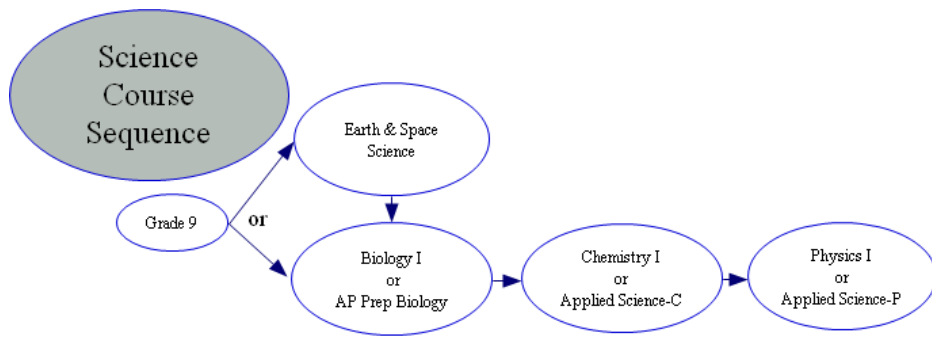 Science
Course
Sequence
Earth & Space
Science
Grade 9
or
Biology I
or
AP Prep Biology
Chemistry I
or
Applied Science-C
Physics I
or
Applied Science-P